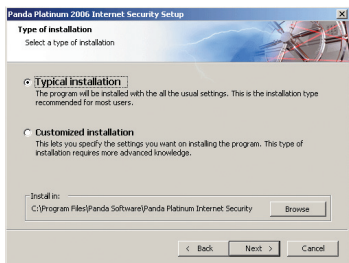 Panda Platinum 2006 Internet Security Setup
Type of installation
Select a type of installation
Typical installation
The program will be installed with the all the usual settings. This is the installation type
recommended for most users.
Customized installation
This lets you specify the settings you want on installing the program. This type of
installation requires more advanced knowledge.
Install in:
C:\Program Files\Panda Software\Panda Platinum Internet Security
Browse
< Back
Next >
Cancel